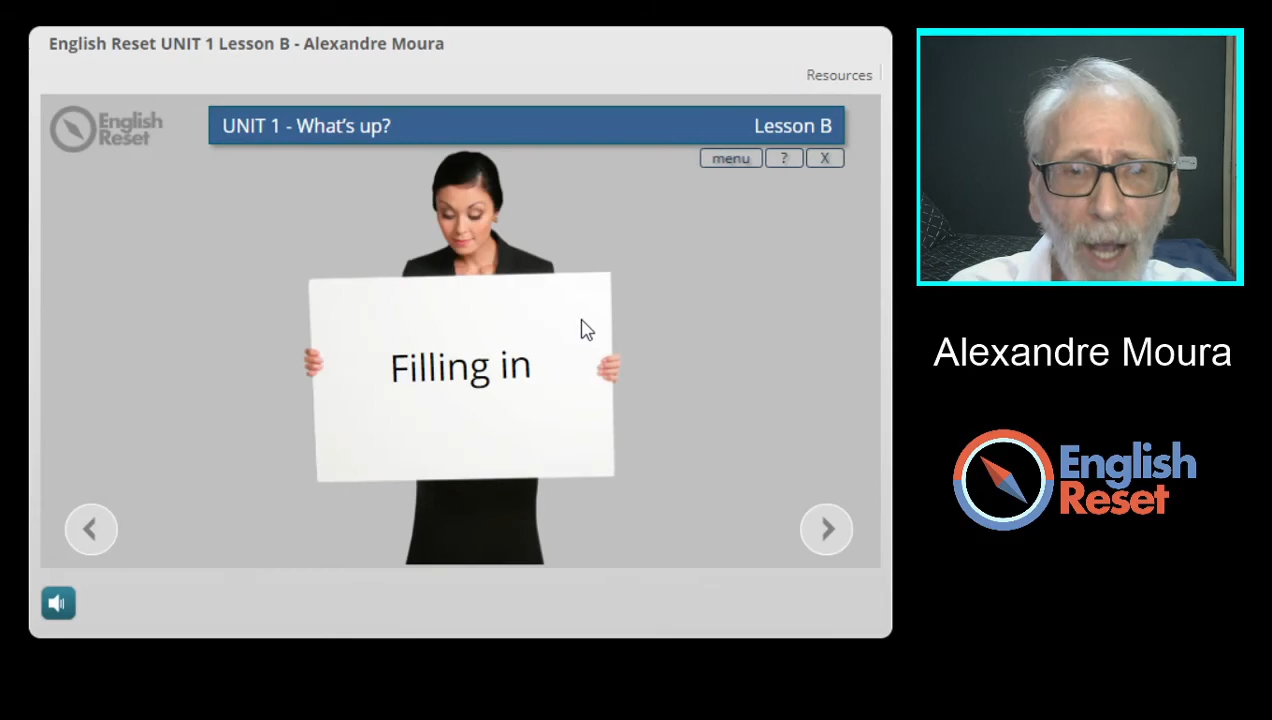 English Reset UNIT 1 Lesson B - Alexandre Moura
Resources
English
Reset
UNIT 1 - What's up?
Lesson B
menu
?
X
Filling in
Alexandre Moura
English
Reset